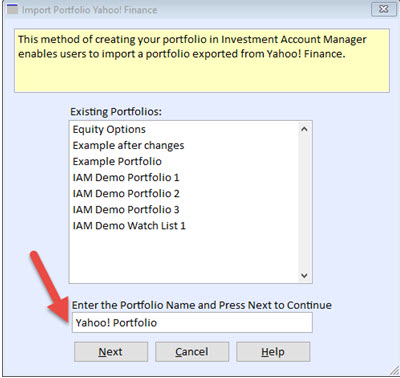 Import Portfolio Yahoo! Finance
This method of creating your portfolio in Investment Account Manager
enables users to import a portfolio exported from Yahoo! Finance.
Existing Portfolios:
Equity Options
Example after changes
Example Portfolio
IAM Demo Portfolio 1
IAM Demo Portfolio 2
IAM Demo Portfolio 3
IAM Demo Watch List 1
Enter the Portfolio Name and Press Next to Continue
Yahoo! Portfolio
Next Cancel Help